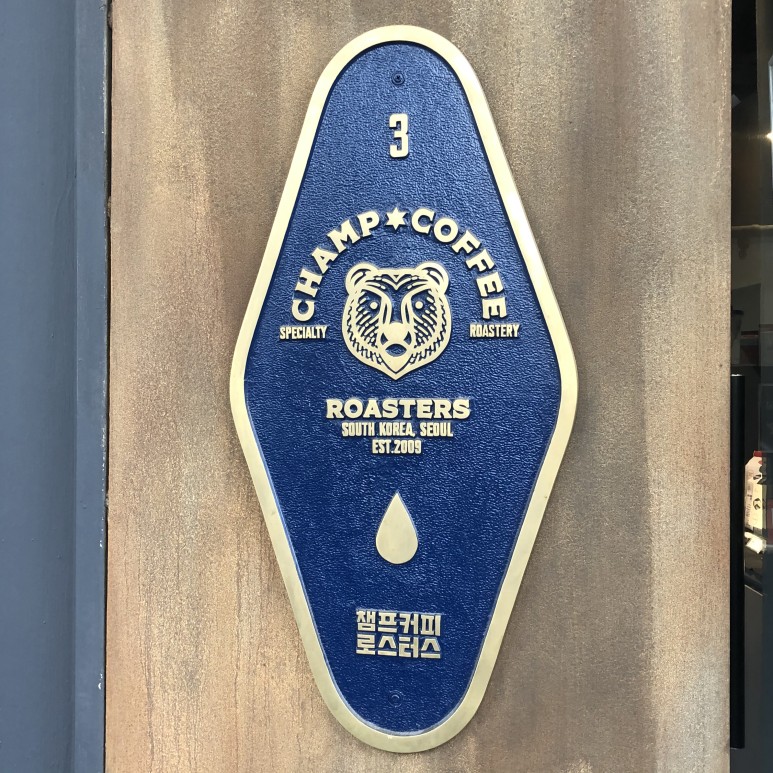 3
CHAMP★COFFEE
SPECIALTY ROASTERY
ROASTERS
SOUTH KOREA, SEOUL
EST.2009
챔프커피
로스터스